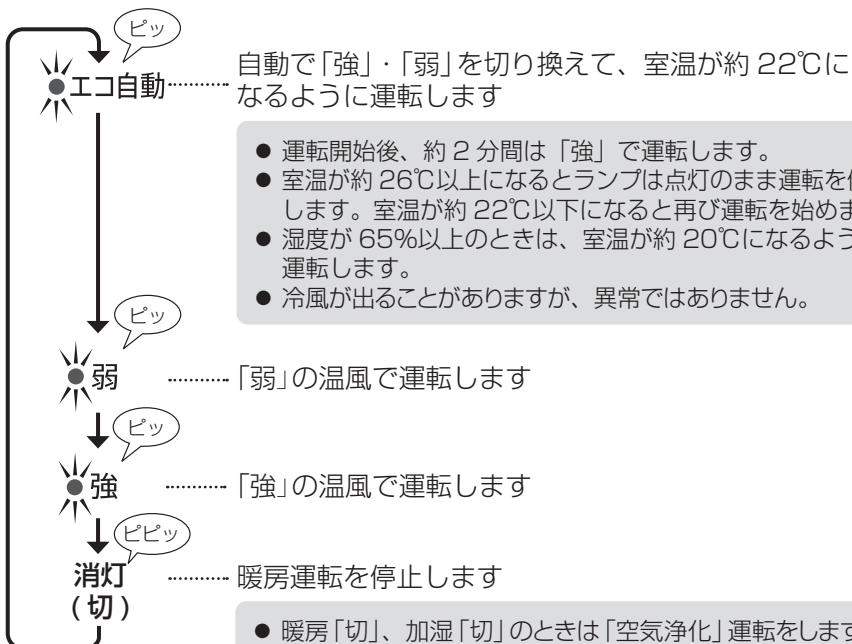 ピッ
エコ自動
自動で「強」・「弱」を切り換えて、室温が約 22℃に
なるように運転します
● 運転開始後、約 2 分間は「強」で運転します。
● 室温が約 26℃以上になるとランプは点灯のまま運転を
します。室温が約 22℃以下になると再び運転を始めま
● 湿度が 65%以上のときは、室温が約 20℃になるよう
運転します。
● 冷風が出ることがありますが、異常ではありません。
ピッ
弱
「弱」の温風で運転します
ピッ
強
「強」の温風で運転します
ピピッ
消灯
(切)
暖房運転を停止します
● 暖房「切」、加湿「切」のときは「空気浄化」運転をします